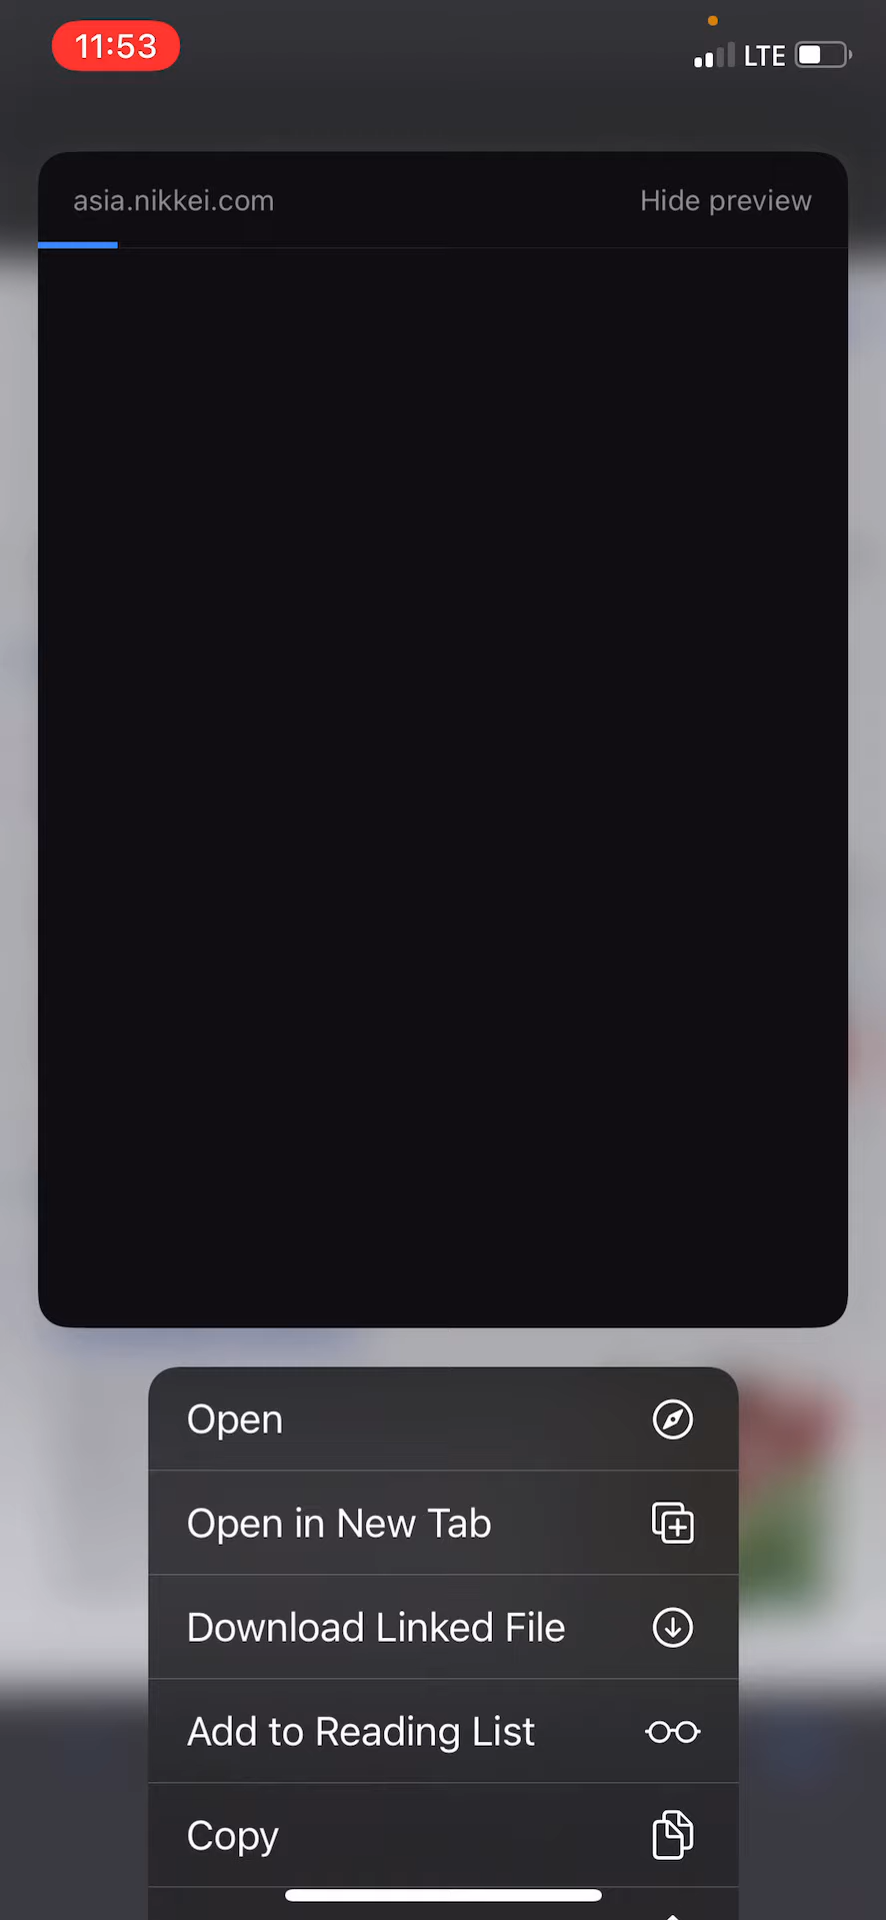 11:53
LTE
asia.nikkei.com
Hide preview
Open
Open in New Tab
Download Linked File
Add to Reading List
Copy